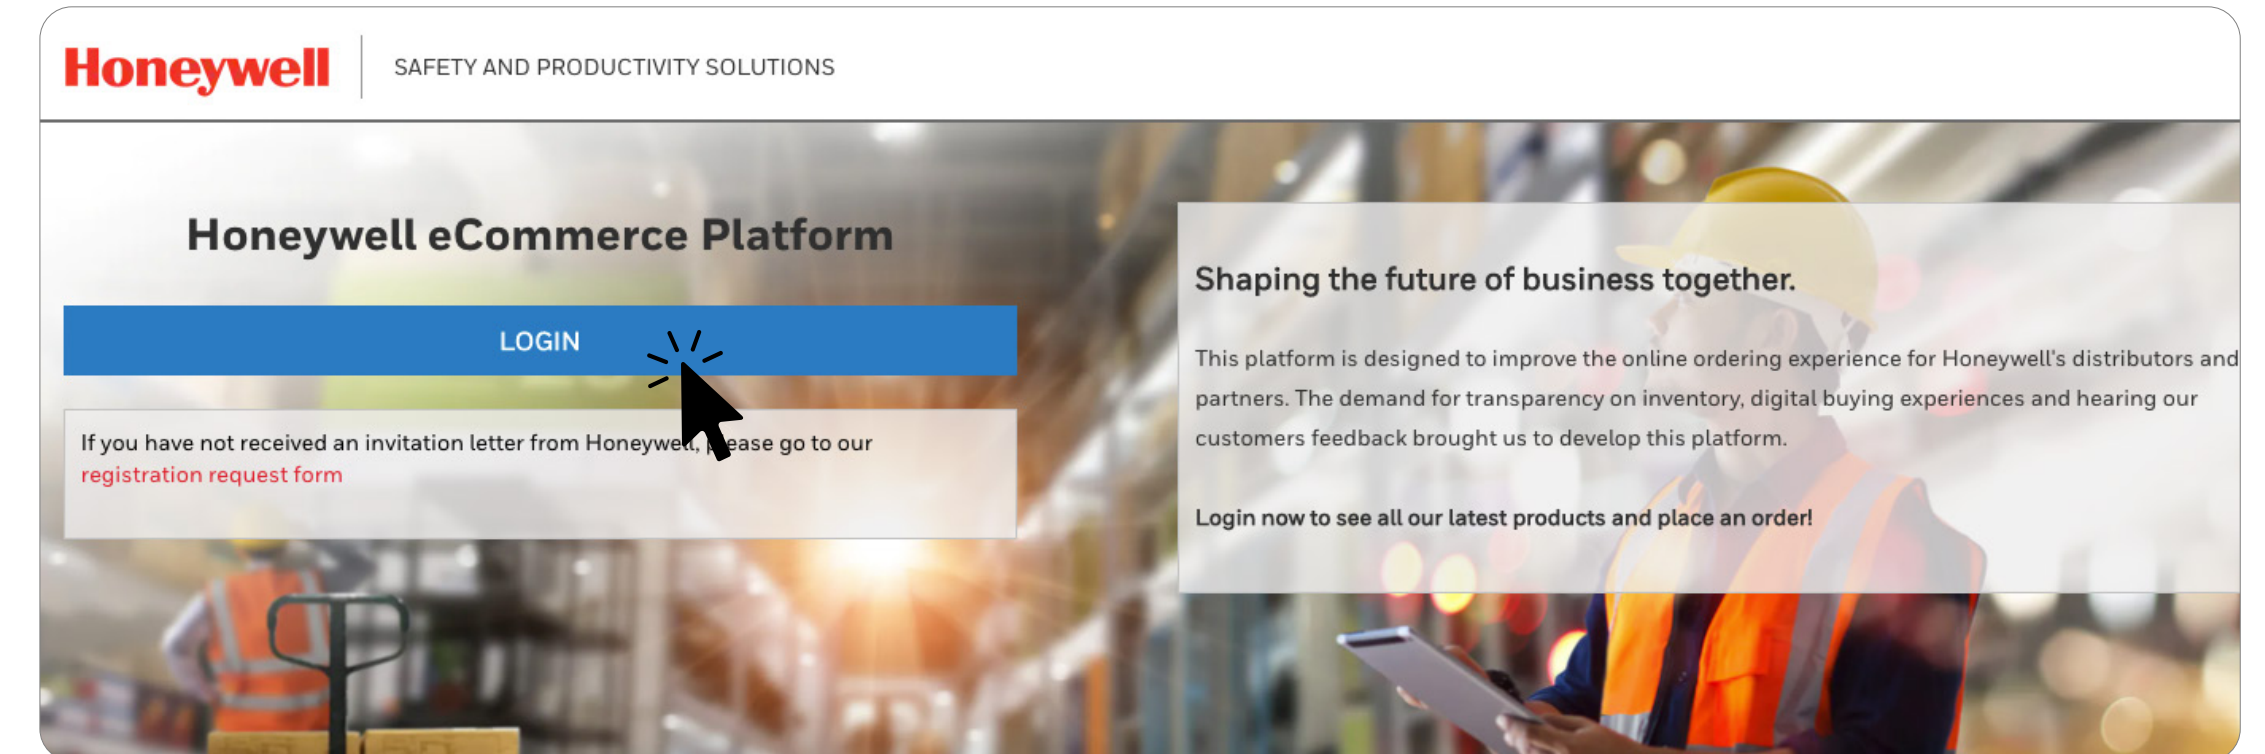 Honeywell
SAFETY AND PRODUCTIVITY SOLUTIONS
Honeywell eCommerce Platform
LOGIN
If you have not received an invitation letter from Honeywell, please go to our
registration request form
Shaping the future of business together.
This platform is designed to improve the online ordering experience for Honeywell's distributors and
partners. The demand for transparency on inventory, digital buying experiences and hearing our
customers feedback brought us to develop this platform.
Login now to see all our latest products and place an order!